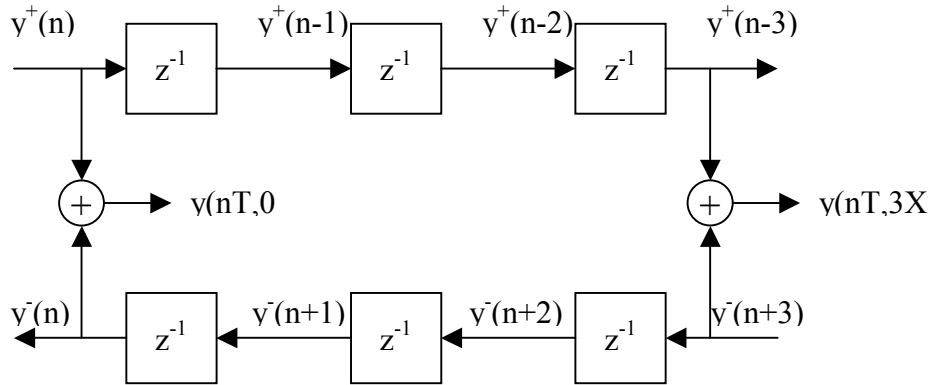 y⁺(n) y⁺(n-1) y⁺(n-2) y⁺(n-3)
z⁻¹ z⁻¹ z⁻¹
+ y(nT,0 + y(nT,3X
y⁻(n) y⁻(n+1) y⁻(n+2) y⁻(n+3)
z⁻¹ z⁻¹ z⁻¹